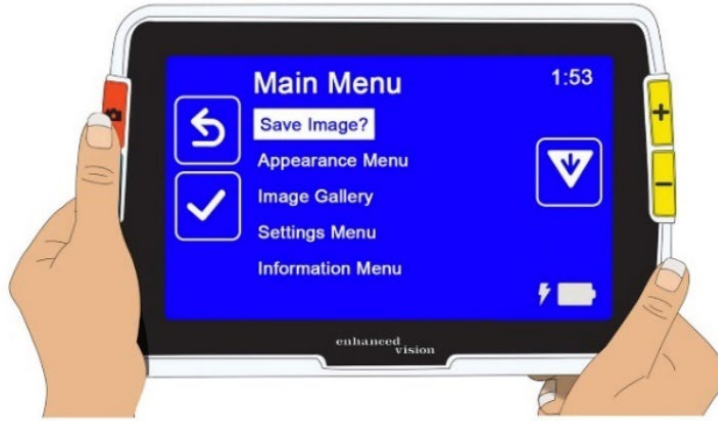 Main Menu
1:53
Save Image?
Appearance Menu
Image Gallery
Settings Menu
Information Menu
+
−
enhanced
vision